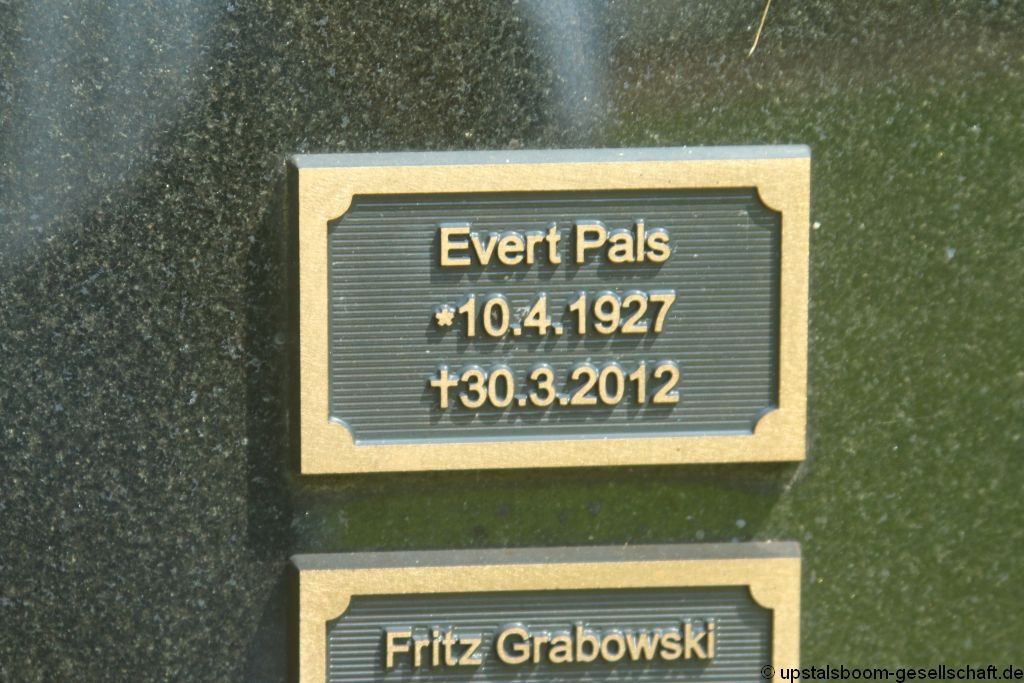 Evert Pals
*10.4.1927
†30.3.2012
Fritz Grabowski
© upstalsboom-gesellschaft.de